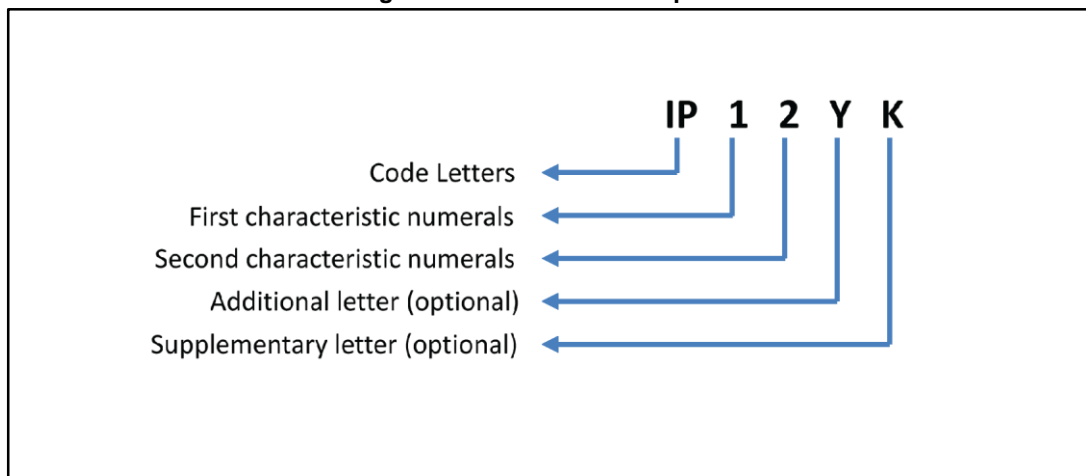 IP 1 2 Y K
Code Letters
First characteristic numerals
Second characteristic numerals
Additional letter (optional)
Supplementary letter (optional)